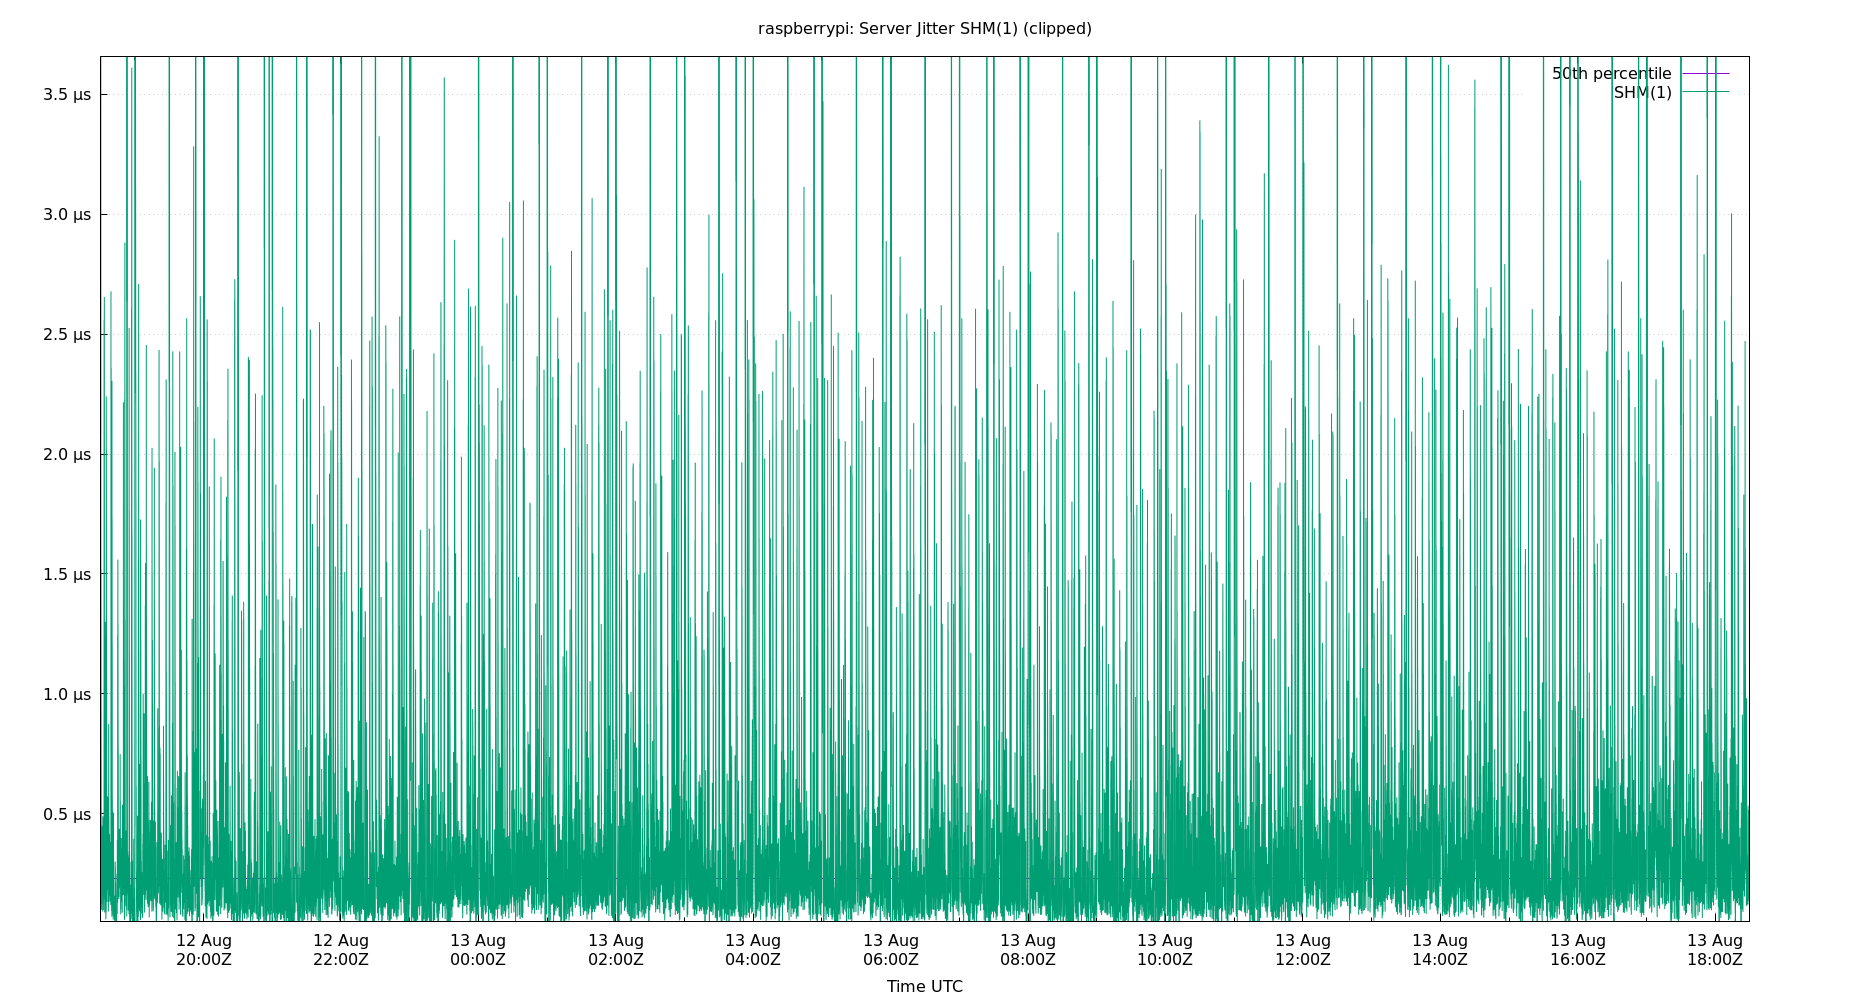 raspberrypi: Server Jitter SHM(1) (clipped)
50th percentile
SHM(1)
3.5 μs
3.0 μs
2.5 μs
2.0 μs
1.5 μs
1.0 μs
0.5 μs
12 Aug 12 Aug 13 Aug 13 Aug 13 Aug 13 Aug 13 Aug 13 Aug 13 Aug 13 Aug 13 Aug 13 Aug
20:00Z 22:00Z 00:00Z 02:00Z 04:00Z 06:00Z 08:00Z 10:00Z 12:00Z 14:00Z 16:00Z 18:00Z
Time UTC